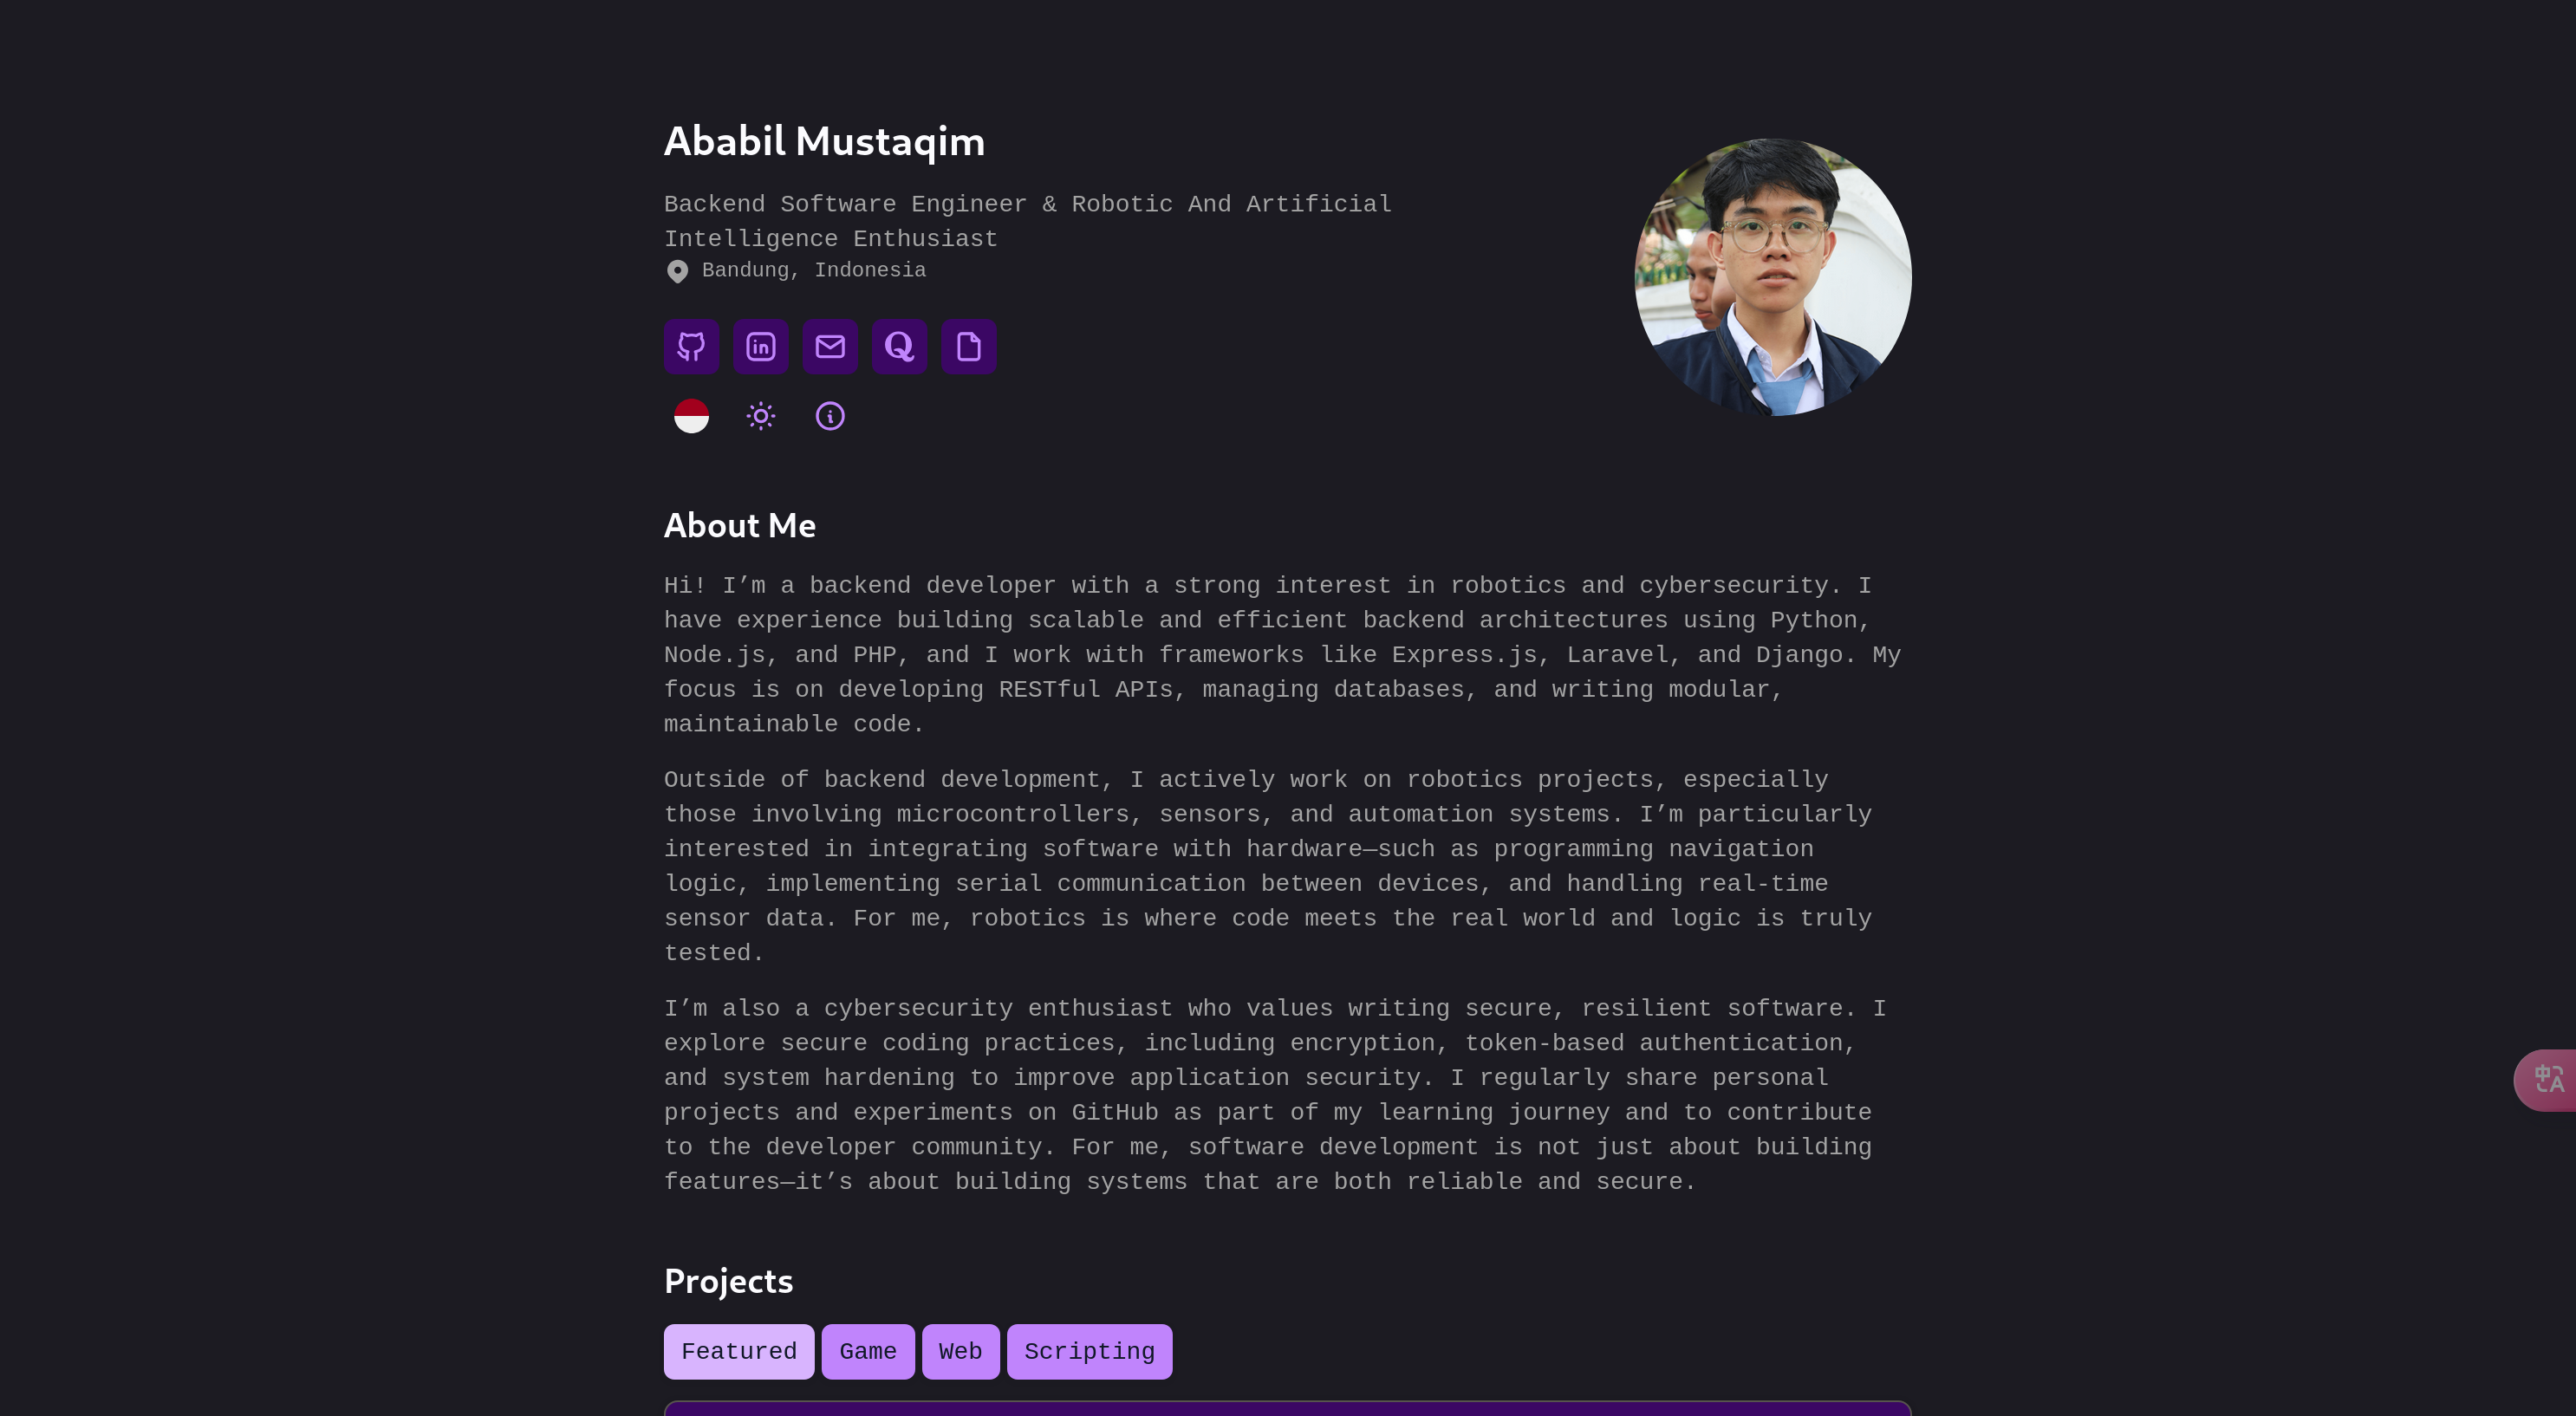 Ababil Mustaqim
Backend Software Engineer & Robotic And Artificial
Intelligence Enthusiast
Bandung, Indonesia
About Me
Hi! I’m a backend developer with a strong interest in robotics and cybersecurity. I
have experience building scalable and efficient backend architectures using Python,
Node.js, and PHP, and I work with frameworks like Express.js, Laravel, and Django. My
focus is on developing RESTful APIs, managing databases, and writing modular,
maintainable code.
Outside of backend development, I actively work on robotics projects, especially
those involving microcontrollers, sensors, and automation systems. I’m particularly
interested in integrating software with hardware—such as programming navigation
logic, implementing serial communication between devices, and handling real-time
sensor data. For me, robotics is where code meets the real world and logic is truly
tested.
I’m also a cybersecurity enthusiast who values writing secure, resilient software. I
explore secure coding practices, including encryption, token-based authentication,
and system hardening to improve application security. I regularly share personal
projects and experiments on GitHub as part of my learning journey and to contribute
to the developer community. For me, software development is not just about building
features—it’s about building systems that are both reliable and secure.
Projects
Featured Game Web Scripting